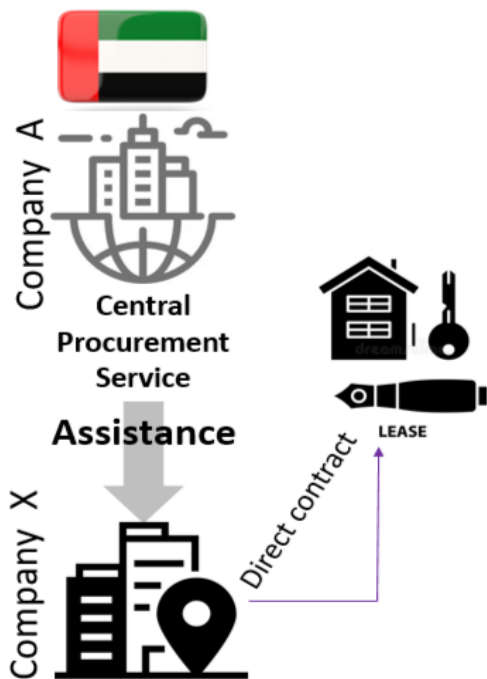 Company A
Central
Procurement
Service
Assistance
Company X
Direct contract
LEASE